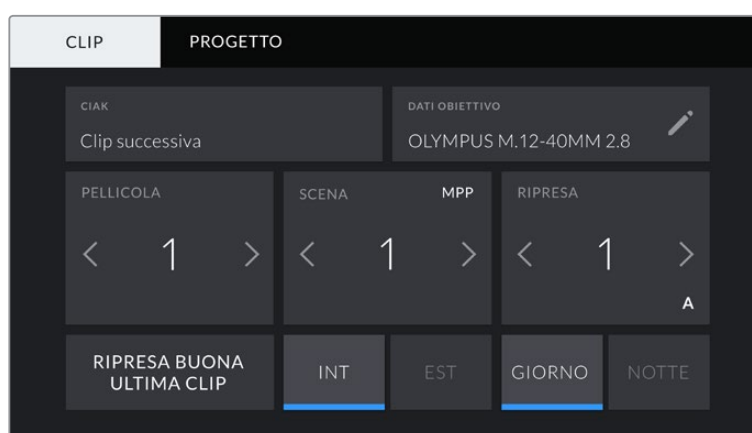 CLIP PROGETTO
CIAK
Clip successiva
DATI OBIETTIVO
OLYMPUS M.12-40MM 2.8
PELLICOLA
1
SCENA MPP
1
RIPRESA
1
A
RIPRESA BUONA
ULTIMA CLIP
INT
EST
GIORNO
NOTTE